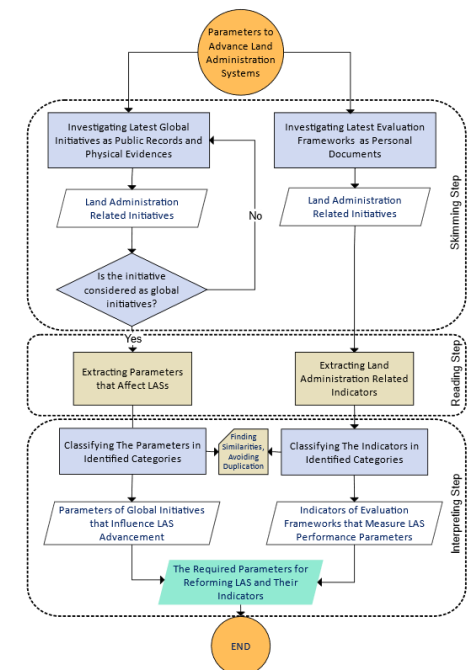 Parameters to
Advance Land
Administration
Systems
Investigating Latest Global
Initiatives as Public Records and
Physical Evidences
Investigating Latest Evaluation
Frameworks as Personal
Documents
Land Administration
Related Initiatives
No
Land Administration
Related Initiatives
Is the initiative
considered as global
initiatives?
Skimming Step
Yes
Extracting Parameters
that Affect LASs
Extracting Land
Administration Related
Indicators
Reading Step
Classifying The Parameters in
Identified Categories
Finding
Similarities,
Avoiding
Duplication
Classifying The Indicators in
Identified Categories
Parameters of Global Initiatives
that Influence LAS
Advancement
Indicators of Evaluation
Frameworks that Measure LAS
Performance Parameters
The Required Parameters for
Reforming LAS and Their
Indicators
Interpreting Step
END